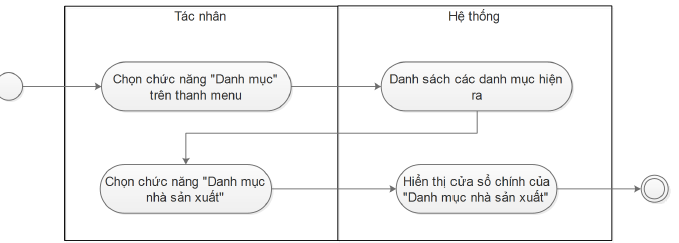 Tác nhân
Hệ thống
Chọn chức năng "Danh mục"
trên thanh menu
Danh sách các danh mục hiện
ra
Chọn chức năng "Danh mục
nhà sản xuất"
Hiển thị cửa sổ chính của
"Danh mục nhà sản xuất"